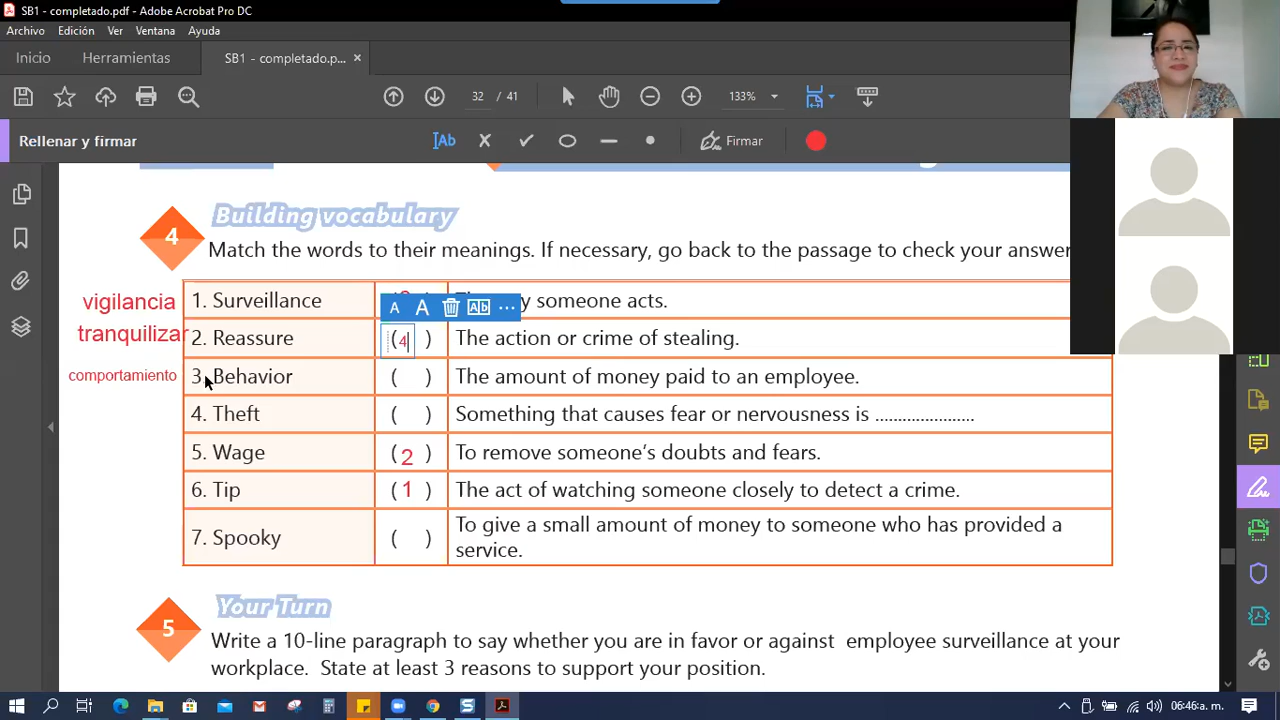 SB1 - completado.pdf - Adobe Acrobat Pro DC
Archivo Edición Ver Ventana Ayuda
Inicio Herramientas SB1 - completado.p... ×
32 / 41 133%
Rellenar y firmar Ab Firmar
4 Building vocabulary
Match the words to their meanings. If necessary, go back to the passage to check your answer
vigilancia 1. Surveillance someone acts.
tranquilizar 2. Reassure (4 ) The action or crime of stealing.
comportamiento 3. Behavior ( ) The amount of money paid to an employee.
4. Theft ( ) Something that causes fear or nervousness is ......................
5. Wage ( 2 ) To remove someone's doubts and fears.
6. Tip ( 1 ) The act of watching someone closely to detect a crime.
7. Spooky ( ) To give a small amount of money to someone who has provided a
service.
A A Ab ...
5 Your Turn
Write a 10-line paragraph to say whether you are in favor or against employee surveillance at your
workplace. State at least 3 reasons to support your position.
06:46a.m.